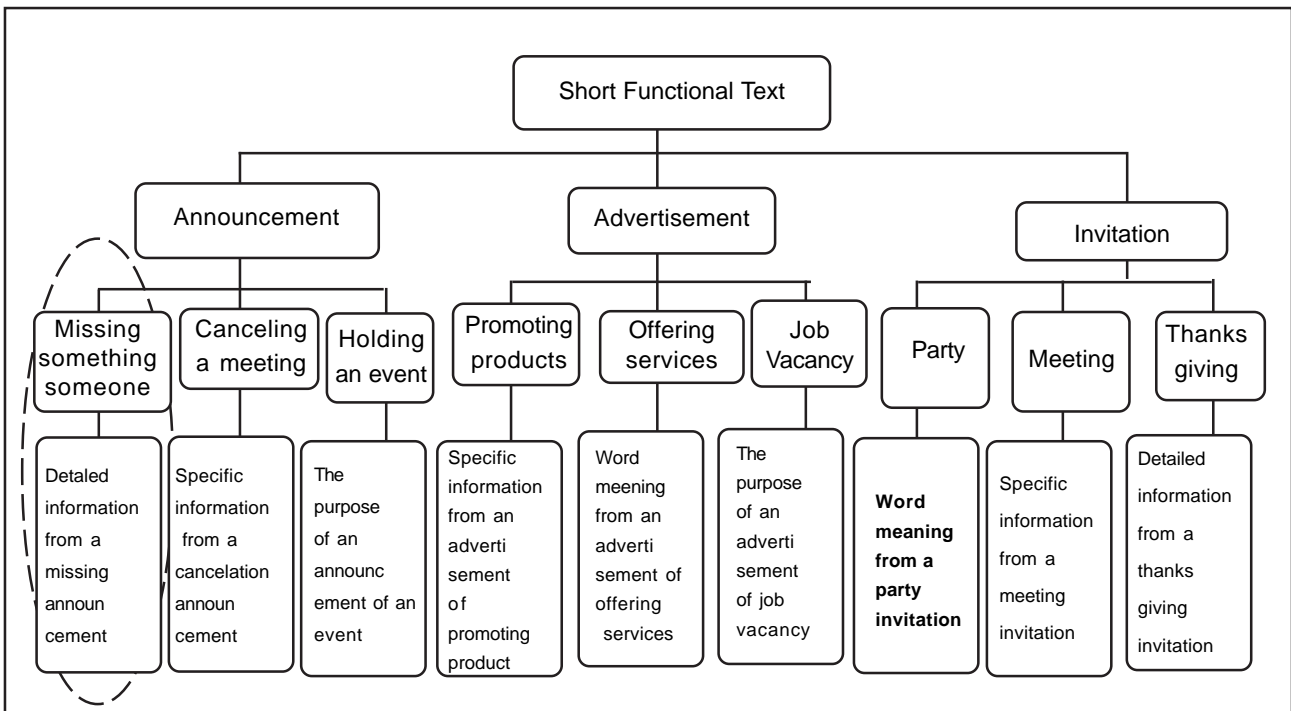 Short Functional Text
Announcement
Advertisement
Invitation
Missing
something
someone
Canceling
a meeting
Holding
an event
Promoting
products
Offering
services
Job
Vacancy
Party
Meeting
Thanks
giving
Detaled
information
from a
missing
announ
cement
Specific
information
from a
cancelation
announ
cement
The
purpose
of an
announc
ement of an
event
Specific
information
from an
adverti
sement
of
promoting
product
Word
meening
from an
adverti
sement of
offering
services
The
purpose
of an
adverti
sement
of job
vacancy
Word
meaning
from a
party
invitation
Specific
information
from a
meeting
invitation
Detailed
information
from a
thanks
giving
invitation